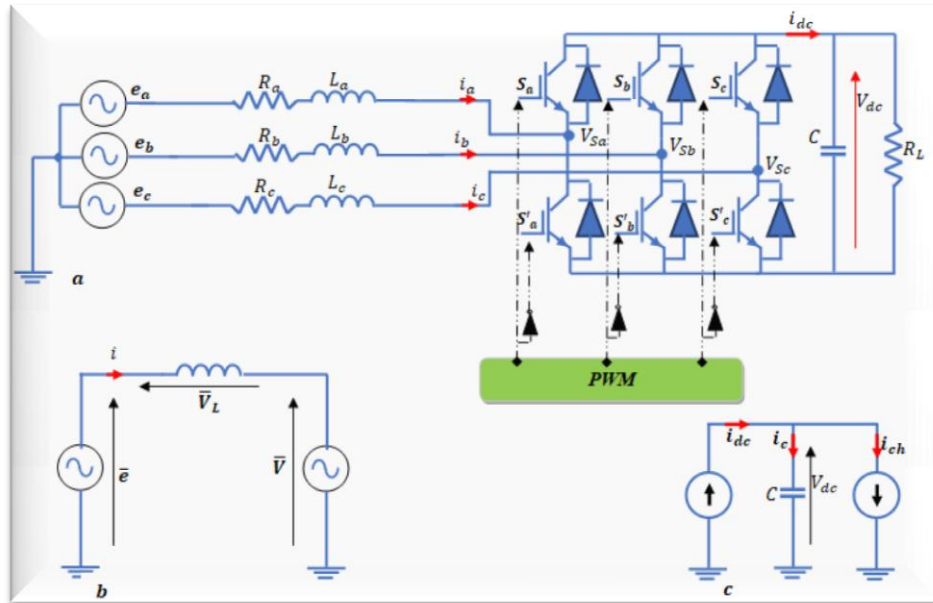 i_dc
e_a R_a L_a i_a S_a S_b S_c
V_dc
e_b R_b L_b i_b V_Sa V_Sb V_Sc C R_L
e_c R_c L_c i_c S'_a S'_b S'_c
a
PWM
i
V̅_L
e̅ V̅
b
i_dc i_c i_ch
C V_dc
c